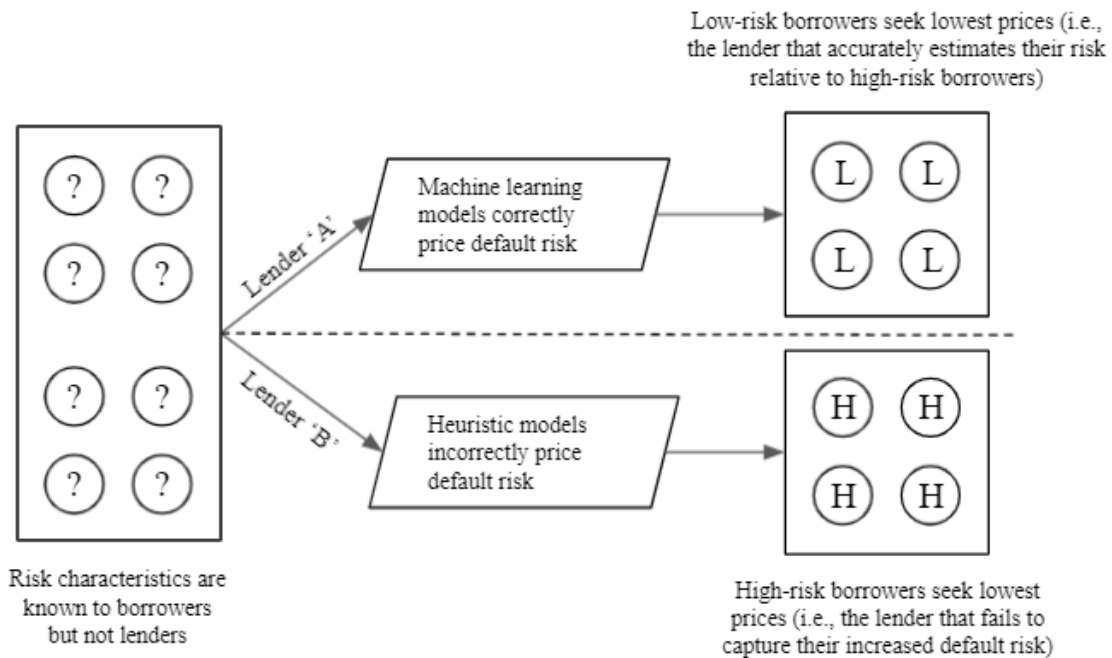 Low-risk borrowers seek lowest prices (i.e.,
the lender that accurately estimates their risk
relative to high-risk borrowers)
? ?
? ?
? ?
? ?
Risk characteristics are
known to borrowers
but not lenders
Lender ‘A’
Machine learning
models correctly
price default risk
L L
L L
Lender ‘B’
Heuristic models
incorrectly price
default risk
H H
H H
High-risk borrowers seek lowest
prices (i.e., the lender that fails to
capture their increased default risk)